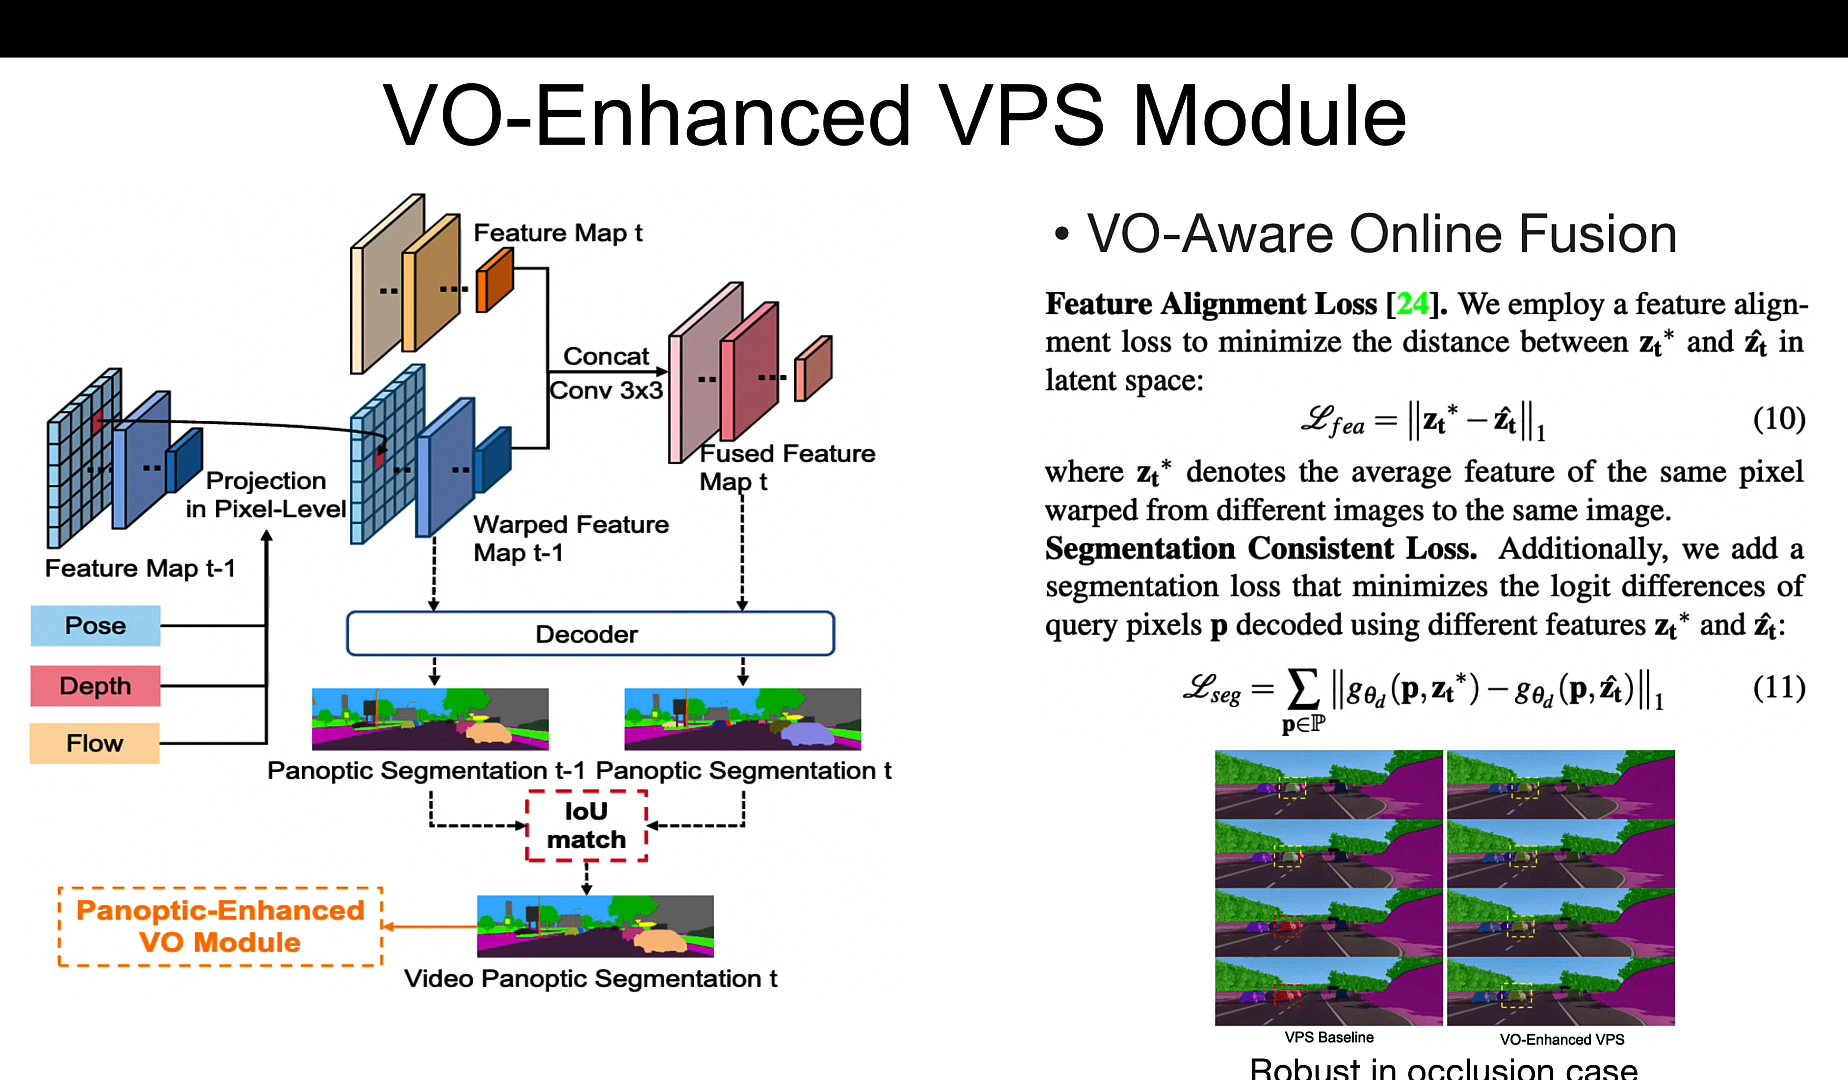 VO-Enhanced VPS Module
Feature Map t
Concat
Conv 3x3
Fused Feature
Map t
Projection
in Pixel-Level
Warped Feature
Map t-1
Feature Map t-1
Pose
Depth
Flow
Decoder
Panoptic Segmentation t-1
Panoptic Segmentation t
IoU
match
Panoptic-Enhanced
VO Module
Video Panoptic Segmentation t
• VO-Aware Online Fusion
Feature Alignment Loss [24]. We employ a feature align-
ment loss to minimize the distance between zₜ* and ẑₜ in
latent space:
ℒ_fea = ‖zₜ* − ẑₜ‖₁ (10)
where zₜ* denotes the average feature of the same pixel
warped from different images to the same image.
Segmentation Consistent Loss. Additionally, we add a
segmentation loss that minimizes the logit differences of
query pixels p decoded using different features zₜ* and ẑₜ:
ℒ_seg = ∑_{p∈ℙ} ‖g_{θ_d}(p, zₜ*) − g_{θ_d}(p, ẑₜ)‖₁ (11)
VPS Baseline
VO-Enhanced VPS
Robust in occlusion case